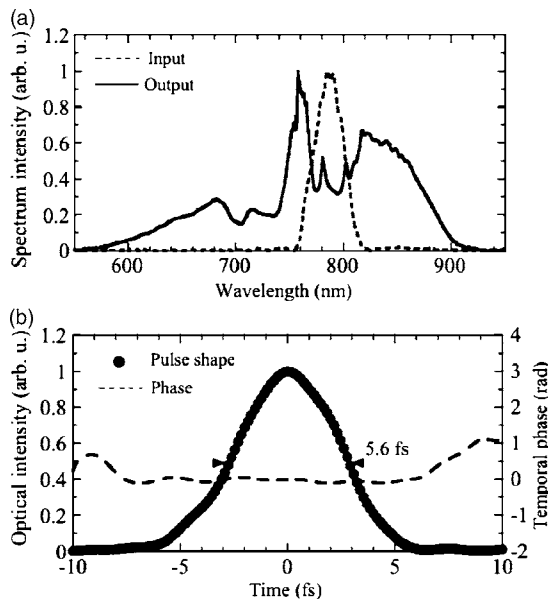 (a)
Spectrum intensity (arb. u.)
1.2
1
0.8
0.6
0.4
0.2
0
Input
Output
600
700
800
900
Wavelength (nm)
(b)
Optical intensity (arb. u.)
1.2
1
0.8
0.6
0.4
0.2
0
Pulse shape
Phase
5.6 fs
4
3
2
1
0
-1
-2
Temporal phase (rad)
-10
-5
0
5
10
Time (fs)